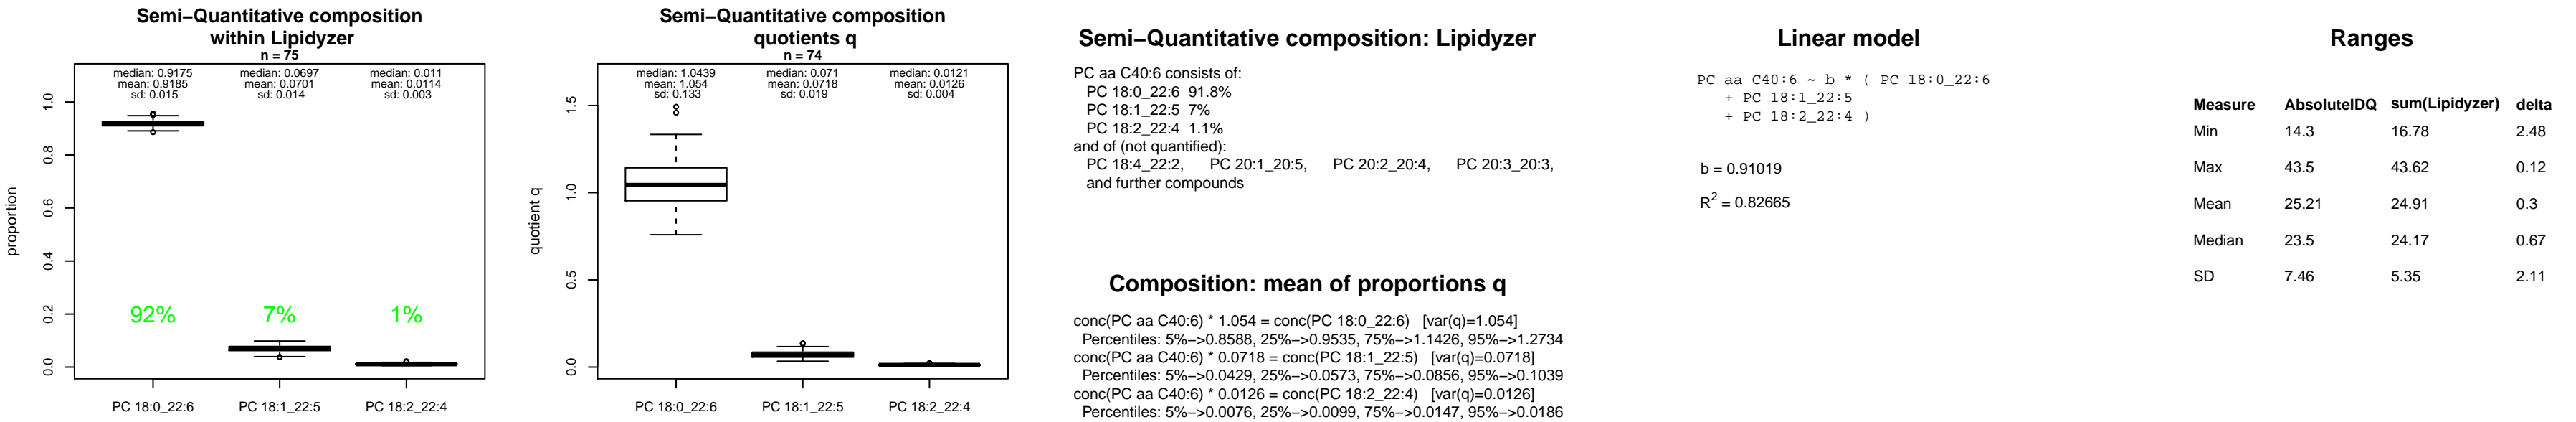 Semi−Quantitative composition
within Lipidyzer
n = 75
median: 0.9175
mean: 0.9185
sd: 0.015
median: 0.0697
mean: 0.0701
sd: 0.014
median: 0.011
mean: 0.0114
sd: 0.003
proportion
1.0
0.8
0.6
0.4
0.2
0.0
92%
7%
1%
PC 18:0_22:6
PC 18:1_22:5
PC 18:2_22:4
Semi−Quantitative composition
quotients q
n = 74
median: 1.0439
mean: 1.054
sd: 0.133
median: 0.071
mean: 0.0718
sd: 0.019
median: 0.0121
mean: 0.0126
sd: 0.004
quotient q
1.5
1.0
0.5
0.0
PC 18:0_22:6
PC 18:1_22:5
PC 18:2_22:4
Semi−Quantitative composition: Lipidyzer
PC aa C40:6 consists of:
PC 18:0_22:6 91.8%
PC 18:1_22:5 7%
PC 18:2_22:4 1.1%
and of (not quantified):
PC 18:4_22:2, PC 20:1_20:5, PC 20:2_20:4, PC 20:3_20:3,
and further compounds
Composition: mean of proportions q
conc(PC aa C40:6) * 1.054 = conc(PC 18:0_22:6) [var(q)=1.054]
Percentiles: 5%−>0.8588, 25%−>0.9535, 75%−>1.1426, 95%−>1.2734
conc(PC aa C40:6) * 0.0718 = conc(PC 18:1_22:5) [var(q)=0.0718]
Percentiles: 5%−>0.0429, 25%−>0.0573, 75%−>0.0856, 95%−>0.1039
conc(PC aa C40:6) * 0.0126 = conc(PC 18:2_22:4) [var(q)=0.0126]
Percentiles: 5%−>0.0076, 25%−>0.0099, 75%−>0.0147, 95%−>0.0186
Linear model
PC aa C40:6 ~ b * ( PC 18:0_22:6
+ PC 18:1_22:5
+ PC 18:2_22:4 )
b = 0.91019
R² = 0.82665
Ranges
Measure AbsoluteIDQ sum(Lipidyzer) delta
Min 14.3 16.78 2.48
Max 43.5 43.62 0.12
Mean 25.21 24.91 0.3
Median 23.5 24.17 0.67
SD 7.46 5.35 2.11